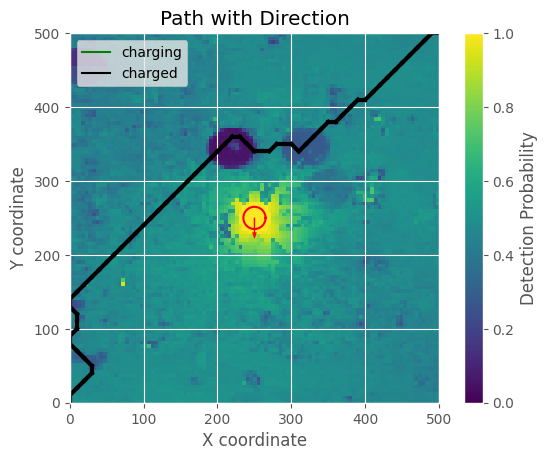 Path with Direction
charging
charged
500
400
300
200
100
0
Y coordinate
0 100 200 300 400 500
X coordinate
1.0
0.8
0.6
0.4
0.2
0.0
Detection Probability